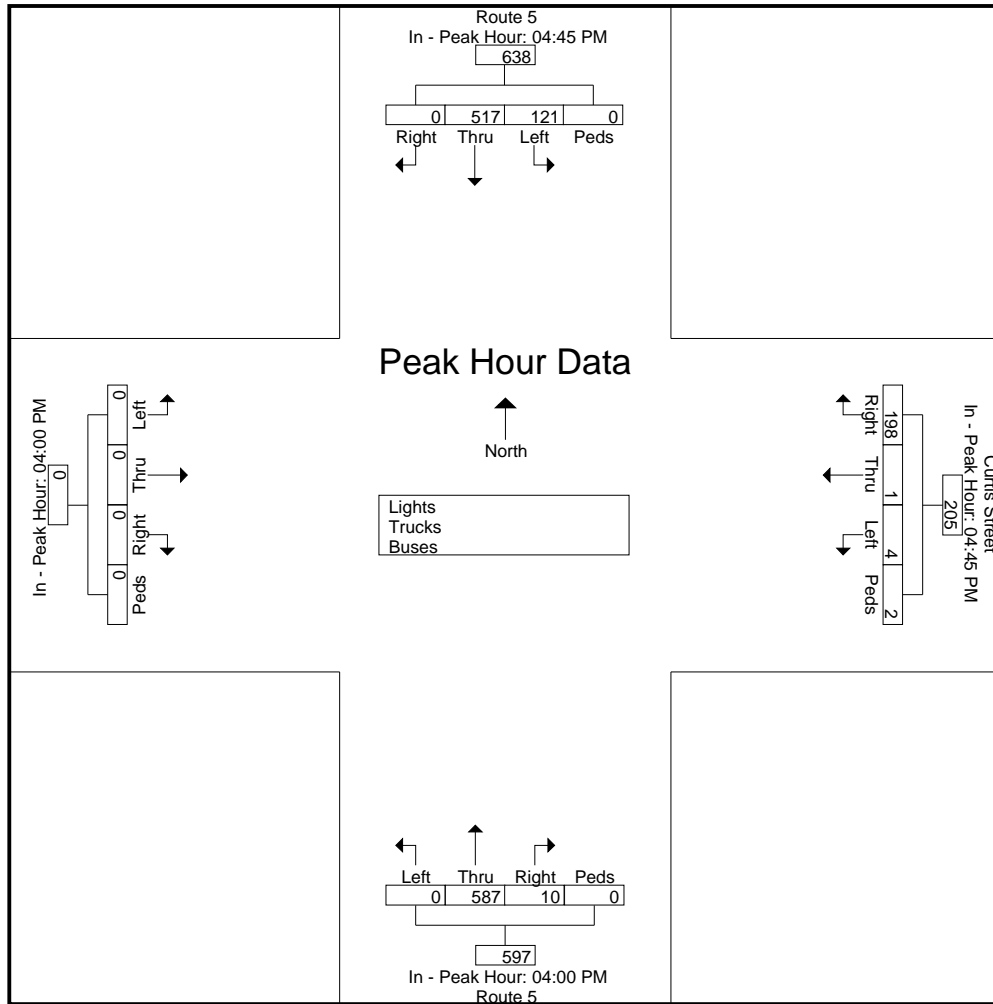 Route 5
In - Peak Hour: 04:45 PM
638
0 517 121 0
Right Thru Left Peds
Peak Hour Data
North
Lights
Trucks
Buses
In - Peak Hour: 04:00 PM
0
0 0 0 0
Left Thru Right Peds
Curtis Street
In - Peak Hour: 04:45 PM
205
198 1 4 2
Right Thru Left Peds
Left Thru Right Peds
0 587 10 0
597
In - Peak Hour: 04:00 PM
Route 5